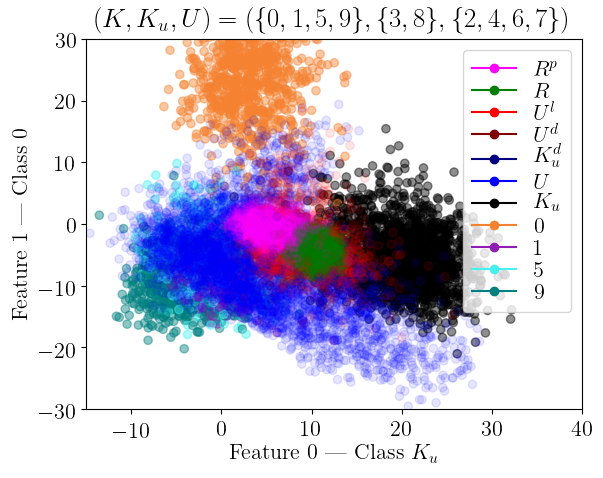 (K, K_u, U) = ({0, 1, 5, 9}, {3, 8}, {2, 4, 6, 7})
30
20
10
0
−10
−20
−30
Feature 1 — Class 0
−10 0 10 20 30 40
Feature 0 — Class K_u
R^p
R
U^l
U^d
K_u^d
U
K_u
0
1
5
9